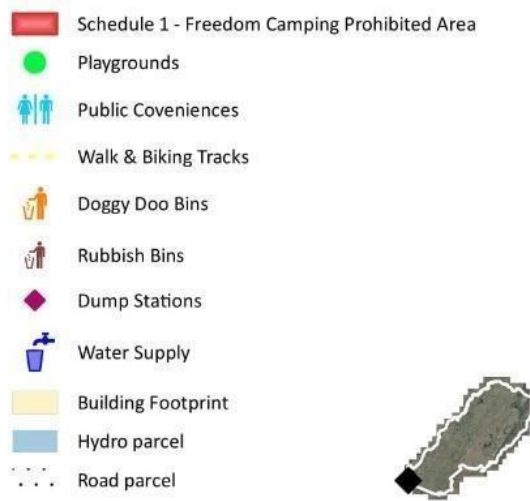 Schedule 1 - Freedom Camping Prohibited Area
Playgrounds
Public Coveniences
Walk & Biking Tracks
Doggy Doo Bins
Rubbish Bins
Dump Stations
Water Supply
Building Footprint
Hydro parcel
Road parcel